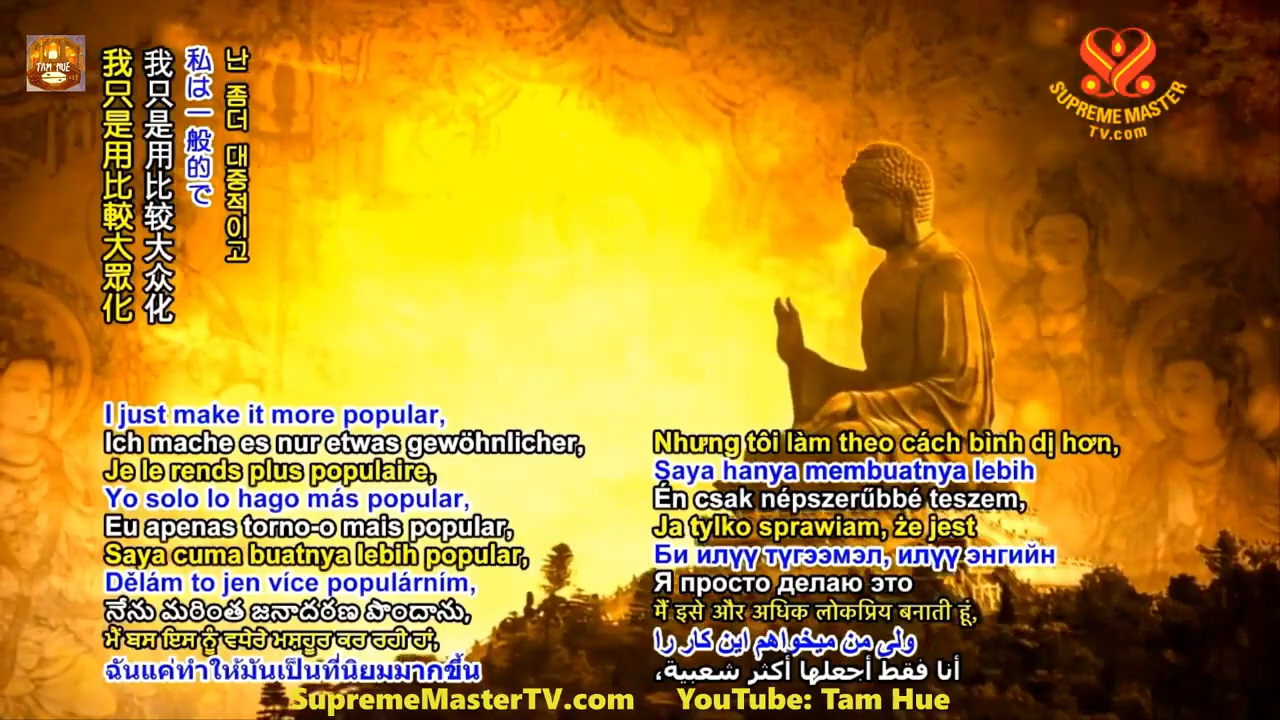 TAM HUE
我只是用比較大眾化
我只是用比较大众化
私は一般的で
난 좀더 대중적이고
SUPREME MASTER
TV.com
I just make it more popular,
Ich mache es nur etwas gewöhnlicher,
Je le rends plus populaire,
Yo solo lo hago más popular,
Eu apenas torno-o mais popular,
Saya cuma buatnya lebih popular,
Dělám to jen více populárním,
నేను మరింత జనాదరణ పొందాను,
ਮੈਂ ਬਸ ਇਸ ਨੂੰ ਵਧੇਰੇ ਮਸ਼ਹੂਰ ਕਰ ਰਹੀ ਹਾਂ,
ฉันแค่ทำให้มันเป็นที่นิยมมากขึ้น
Nhưng tôi làm theo cách bình dị hơn,
Saya hanya membuatnya lebih
Én csak népszerűbbé teszem,
Ja tylko sprawiam, że jest
Би илүү түгээмэл, илүү энгийн
Я просто делаю это
मैं इसे और अधिक लोकप्रिय बनाती हूं,
ولی من میخواهم این کار را
أنا فقط أجعلها أكثر شعبية،
SupremeMasterTV.com YouTube: Tam Hue